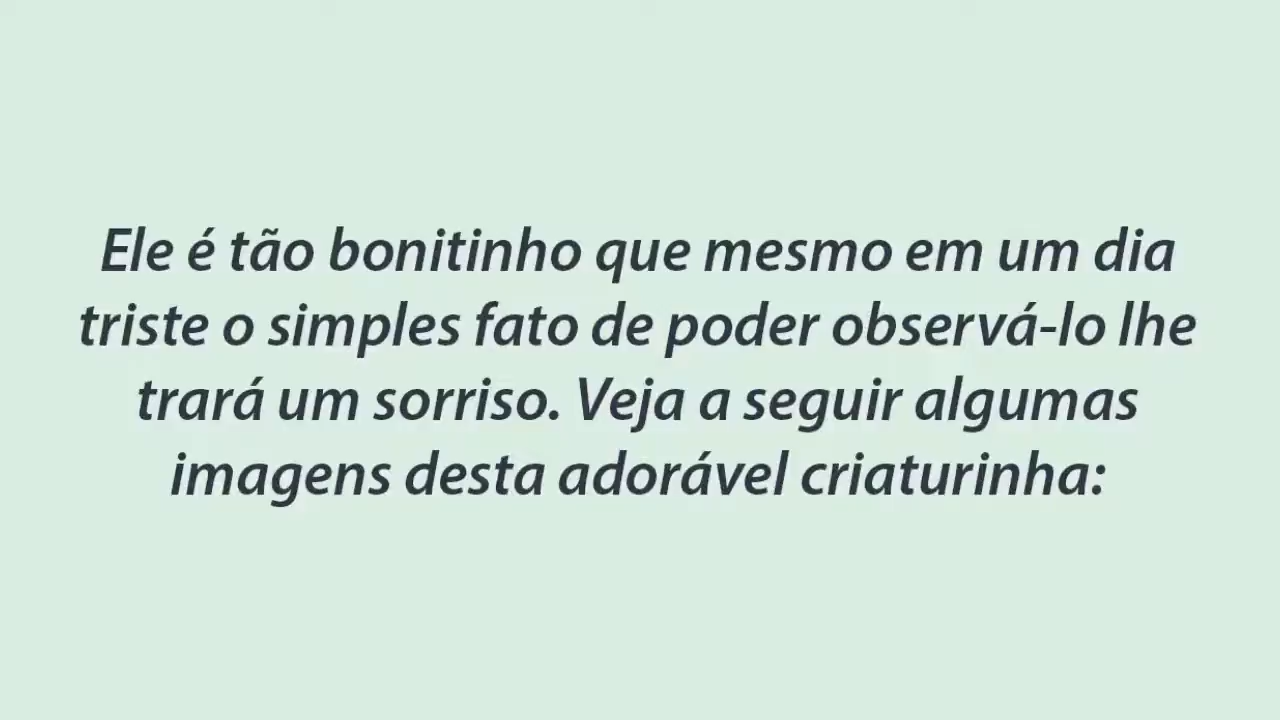 Ele é tão bonitinho que mesmo em um dia
triste o simples fato de poder observá-lo lhe
trará um sorriso. Veja a seguir algumas
imagens desta adorável criaturinha: